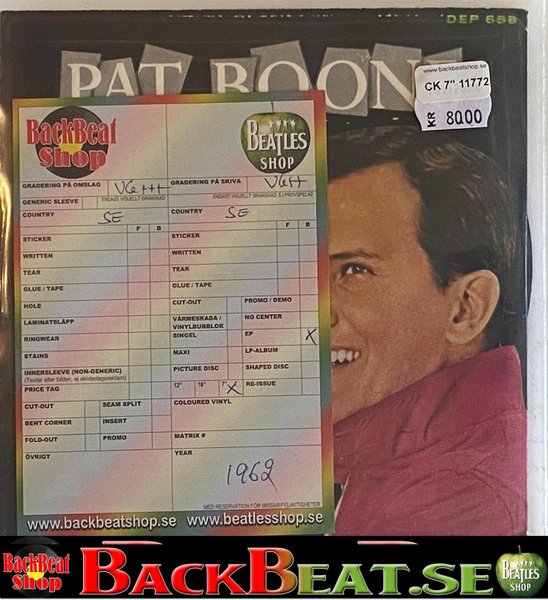 DEP 658
PAT BOON
www.backbeatshop.se
CK 7" 11772
KR 80.00
BackBeat Shop
BEATLES SHOP
GRADERING PÅ OMSLAG VG+++
GRADERING PÅ SKIVA VG++
GENERIC SLEEVE ENDAST VISUELLT GRANSKAD
ENDAST VISUELLT GRANSKAD, EJ PROVSPELAD
COUNTRY SE
COUNTRY SE
F B
F B
STICKER
STICKER
WRITTEN
WRITTEN
TEAR
TEAR
GLUE / TAPE
GLUE / TAPE
HOLE
CUT-OUT
PROMO / DEMO
LAMINATSLÄPP
VÄRMESKADA / VINYLBUBBLOR
NO CENTER
RINGWEAR
SINGEL
EP X
STAINS
MAXI
LP-ALBUM
INNERSLEEVE (NON-GENERIC)
(Texter eller bilder, ej skivbolagsreklam)
PICTURE DISC
SHAPED DISC
PRICE TAG
12" 10" 7" X
RE-ISSUE
CUT-OUT
SEAM SPLIT
COLOURED VINYL
BENT CORNER
INSERT
FOLD-OUT
PROMO
MATRIX #
ÖVRIGT
YEAR
1962
MED RESERVATION FÖR MISSAR/FELAKTIGHETER
www.backbeatshop.se www.beatlesshop.se
BackBeat Shop
BACKBEAT.SE
BEATLES SHOP